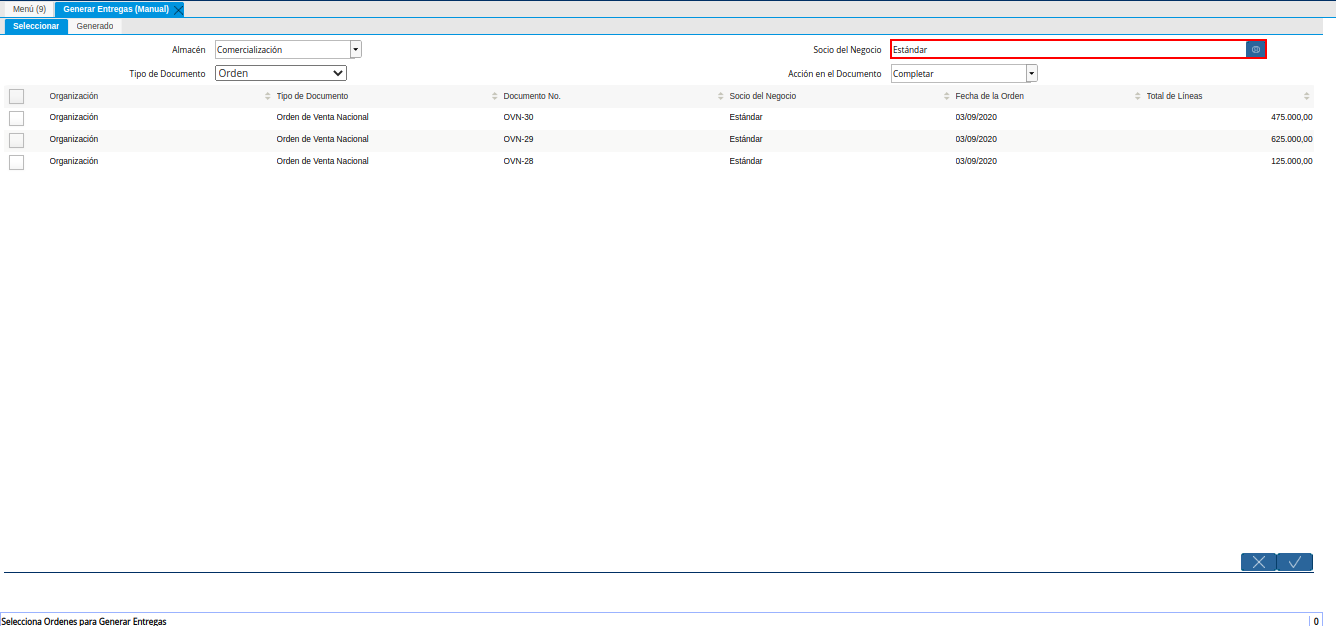 Menú (9) Generar Entregas (Manual)
Seleccionar Generado
Almacén Comercialización Socio del Negocio Estándar
Tipo de Documento Orden Acción en el Documento Completar
Organización Tipo de Documento Documento No. Socio del Negocio Fecha de la Orden Total de Líneas
Organización Orden de Venta Nacional OVN-30 Estándar 03/09/2020 475.000,00
Organización Orden de Venta Nacional OVN-29 Estándar 03/09/2020 625.000,00
Organización Orden de Venta Nacional OVN-28 Estándar 03/09/2020 125.000,00
Selecciona Ordenes para Generar Entregas 0